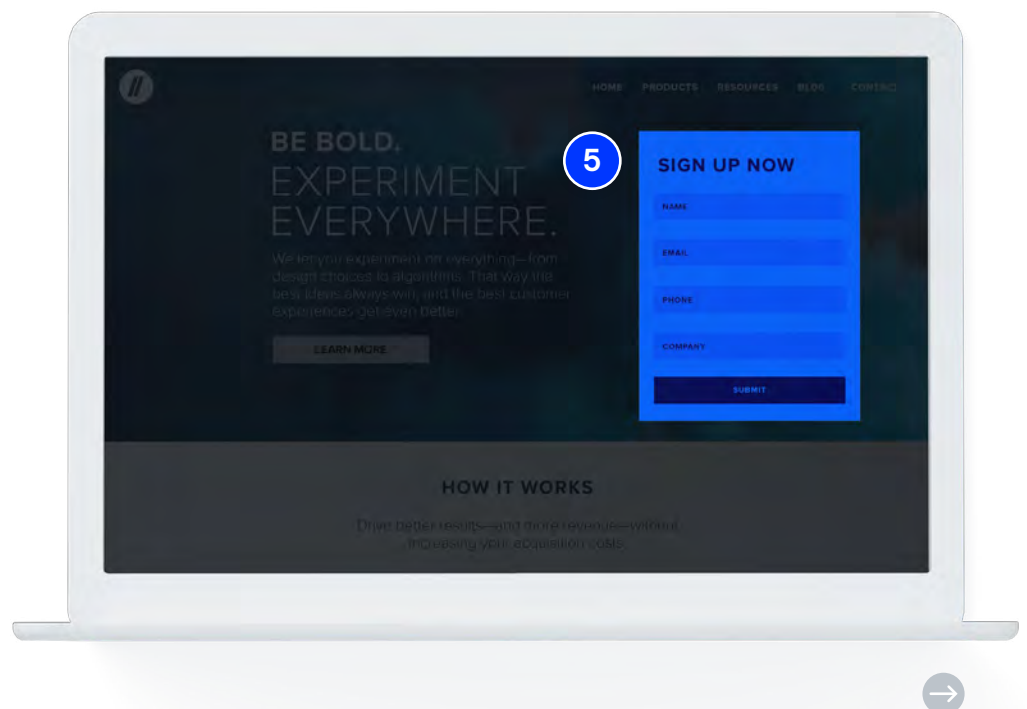 HOME PRODUCTS RESOURCES BLOG CONTACT
BE BOLD.
EXPERIMENT
EVERYWHERE.
We let you experiment on everything—from
design choices to algorithms. That way the
best ideas always win, and the best customer
experiences get even better.
LEARN MORE
5
SIGN UP NOW
NAME
EMAIL
PHONE
COMPANY
SUBMIT
HOW IT WORKS
Drive better results—and more revenue—without
increasing your acquisition costs.